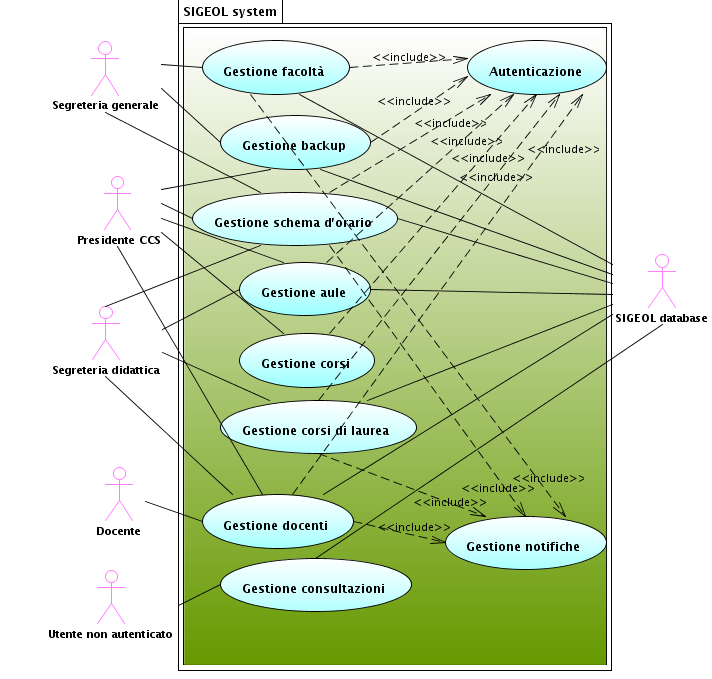 SIGEOL system
Gestione facoltà
<<include>>
Autenticazione
Segreteria generale
<<include>>
<<include>>
Gestione backup
<<include>>
<<include>>
<<include>>
<<include>>
Gestione schema d'orario
Presidente CCS
Gestione aule
SIGEOL database
Gestione corsi
Segreteria didattica
Gestione corsi di laurea
<<include>>
<<include>>
<<include>>
Gestione docenti
<<include>>
Docente
Gestione notifiche
Gestione consultazioni
Utente non autenticato